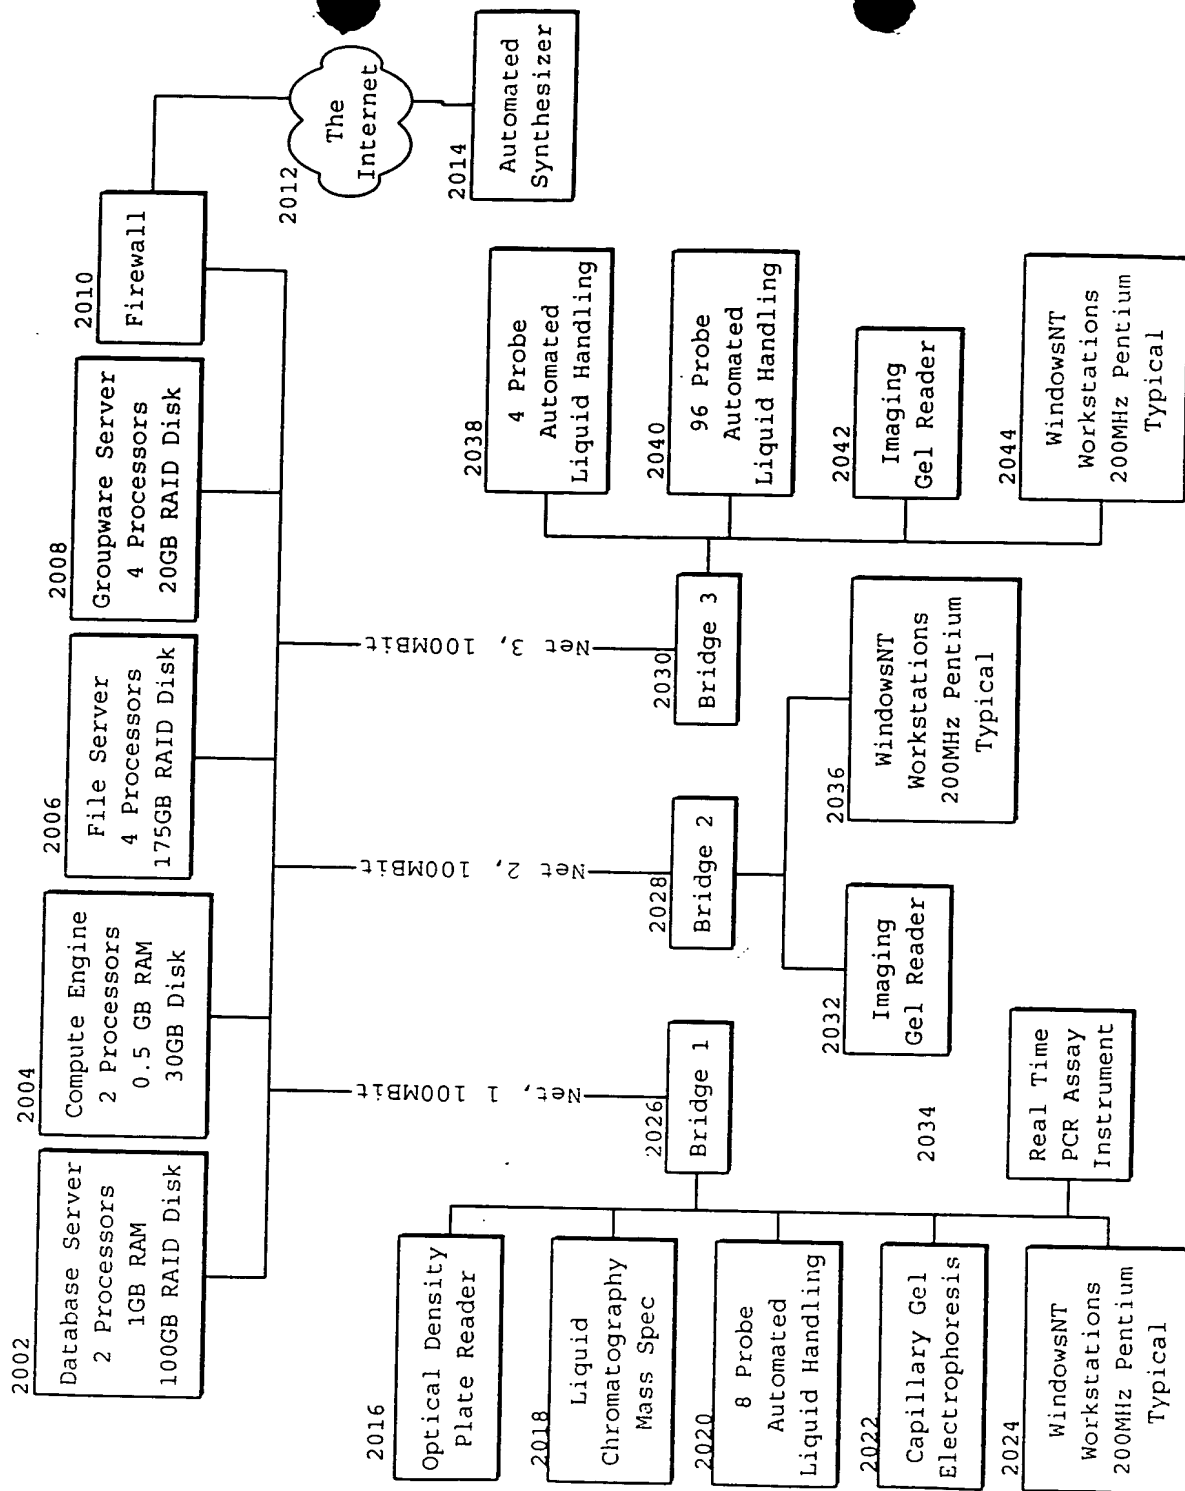 2002
Database Server
2 Processors
1GB RAM
100GB RAID Disk
2004
Compute Engine
2 Processors
0.5 GB RAM
30GB Disk
2006
File Server
4 Processors
175GB RAID Disk
2008
Groupware Server
4 Processors
20GB RAID Disk
2010
Firewall
2012
The
Internet
2014
Automated
Synthesizer
Net, 1 100MBit
Net 2, 100MBit
Net 3, 100MBit
2026
Bridge 1
2028
Bridge 2
2030
Bridge 3
2016
Optical Density
Plate Reader
2018
Liquid
Chromatography
Mass Spec
2020
8 Probe
Automated
Liquid Handling
2022
Capillary Gel
Electrophoresis
2024
WindowsNT
Workstations
200MHz Pentium
Typical
2034
Real Time
PCR Assay
Instrument
2032
Imaging
Gel Reader
2036
WindowsNT
Workstations
200MHz Pentium
Typical
2038
4 Probe
Automated
Liquid Handling
2040
96 Probe
Automated
Liquid Handling
2042
Imaging
Gel Reader
2044
WindowsNT
Workstations
200MHz Pentium
Typical